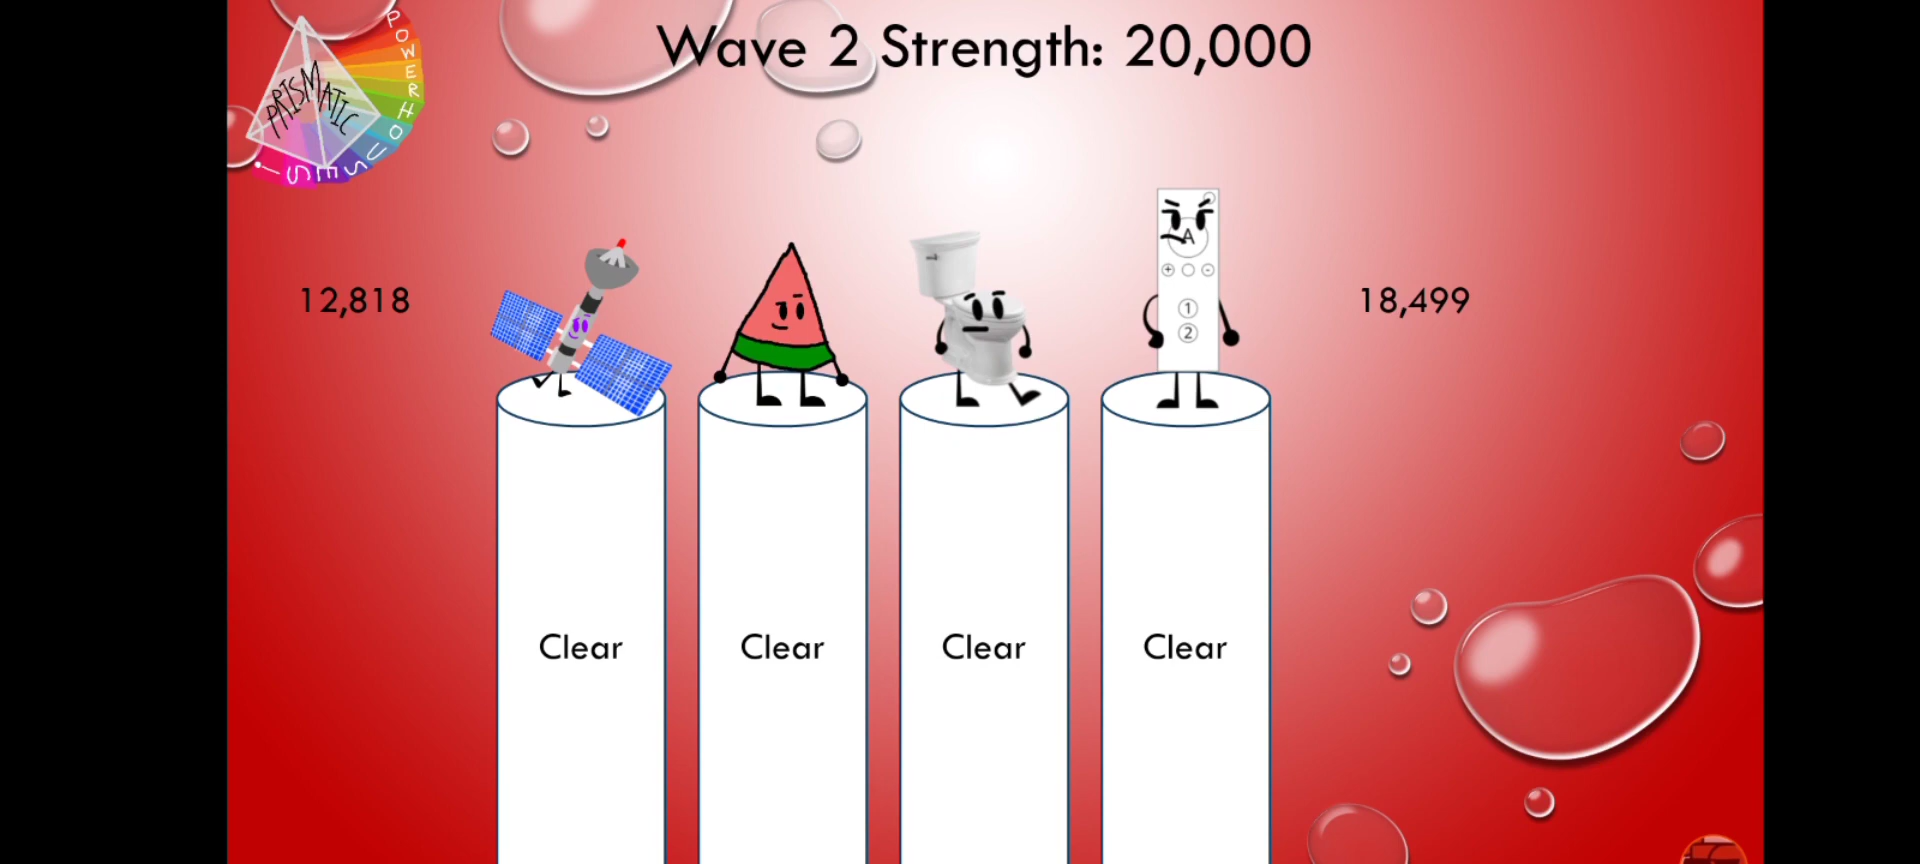 Wave 2 Strength: 20,000
PRISMATIC
POWERHOUSES!
12,818
18,499
A
1
2
Clear
Clear
Clear
Clear